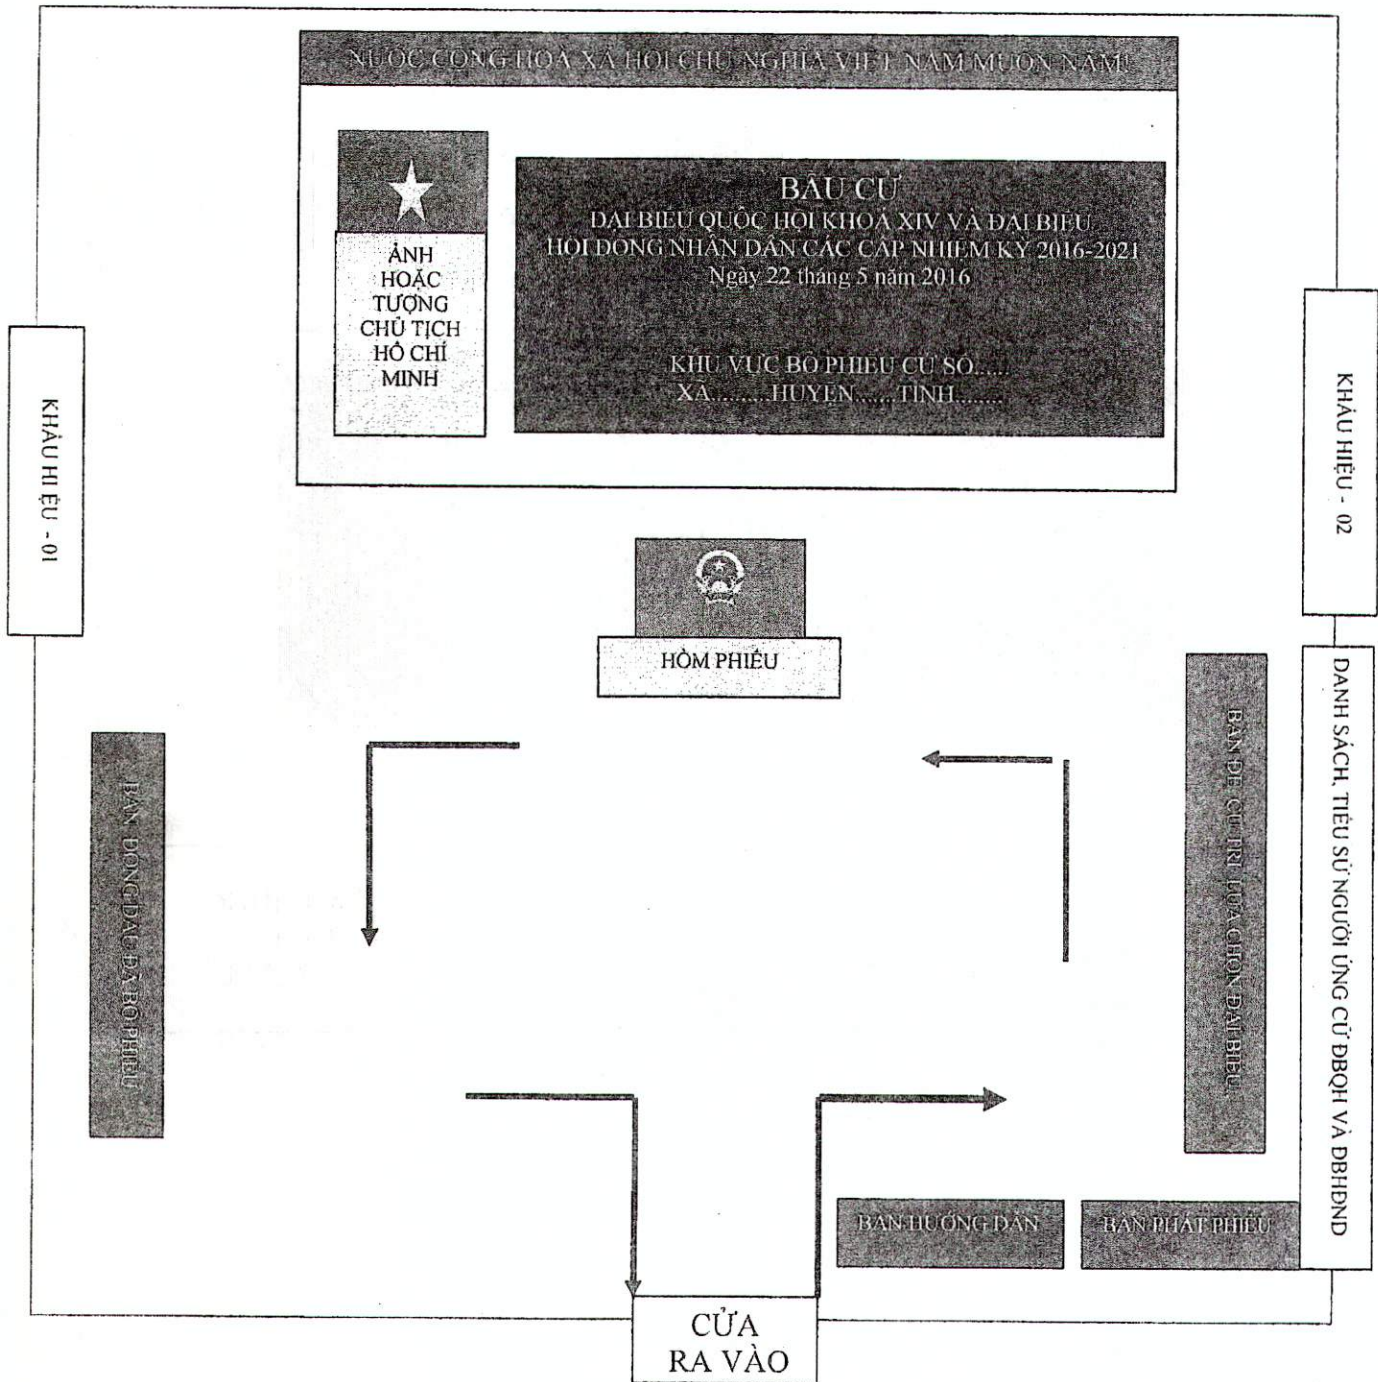 NƯỚC CỘNG HOÀ XÃ HỘI CHỦ NGHĨA VIỆT NAM MUÔN NĂM!
BẦU CỬ
ĐẠI BIỂU QUỐC HỘI KHOÁ XIV VÀ ĐẠI BIỂU
HỘI ĐỒNG NHÂN DÂN CÁC CẤP NHIỆM KỲ 2016-2021
Ngày 22 tháng 5 năm 2016
KHU VỰC BỎ PHIẾU CỬ SỐ.....
XÃ........HUYỆN......TỈNH........
ẢNH
HOẶC
TƯỢNG
CHỦ TỊCH
HỒ CHÍ
MINH
KHẨU HI ỆU - 01
KHẨU HIỆU - 02
HÒM PHIẾU
BÀN ĐÓNG DẤU ĐÃ BỎ PHIẾU
BÀN ĐỂ CỬ TRI LỰA CHỌN ĐẠI BIỂU
DANH SÁCH, TIỂU SỬ NGƯỜI ỨNG CỬ ĐBQH VÀ ĐBHĐND
BÀN HƯỚNG DẪN
BÀN PHÁT PHIẾU
CỬA
RA VÀO